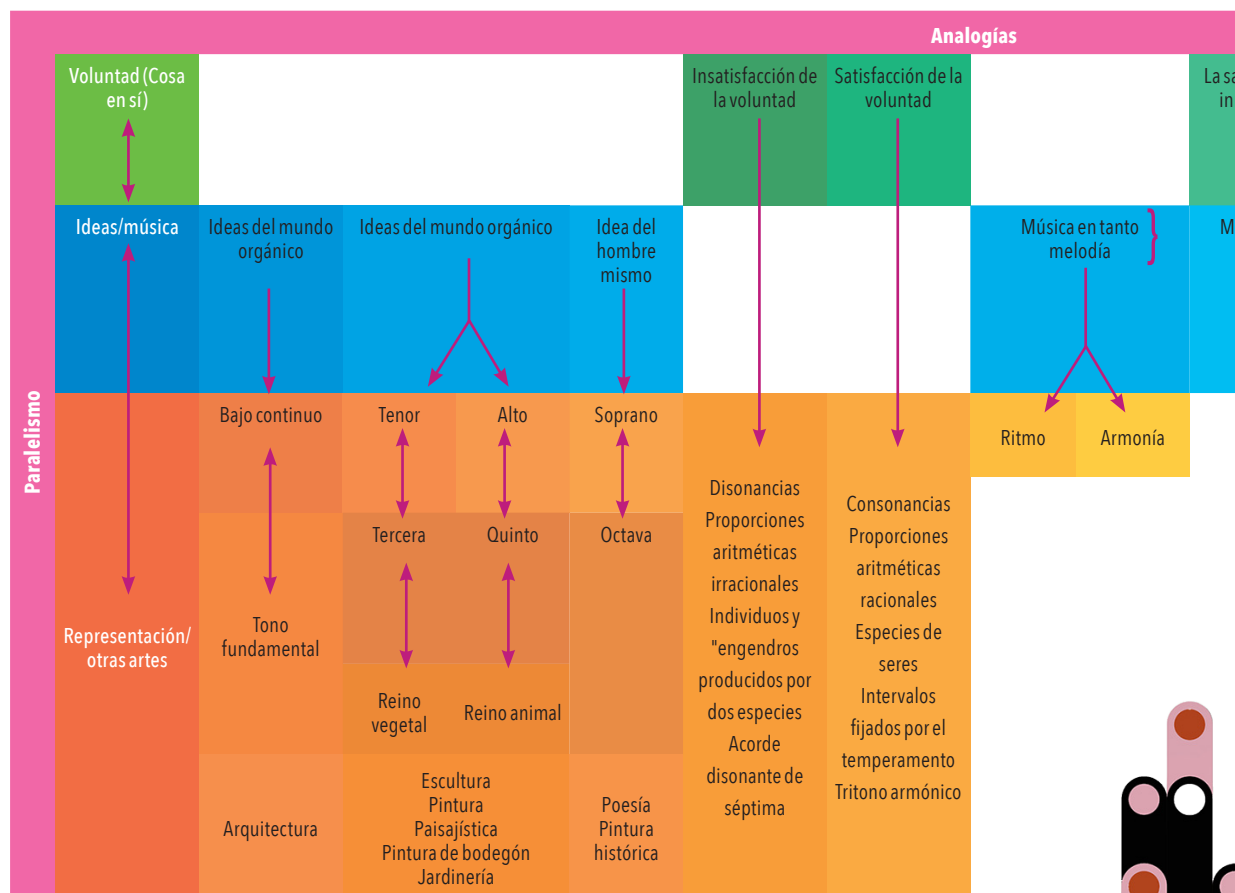 Analogías
Paralelismo
Voluntad (Cosa
en sí)
Insatisfacción de
la voluntad
Satisfacción de la
voluntad
La sa
in
Ideas/música
Ideas del mundo
orgánico
Ideas del mundo orgánico
Idea del
hombre
mismo
Música en tanto
melodía
}
M
Bajo continuo
Tenor
Alto
Soprano
Ritmo
Armonía
Tercera
Quinto
Octava
Representación/
otras artes
Tono
fundamental
Reino
vegetal
Reino animal
Arquitectura
Escultura
Pintura
Paisajística
Pintura de bodegón
Jardinería
Poesía
Pintura
histórica
Disonancias
Proporciones
aritméticas
irracionales
Individuos y
"engendros
producidos por
dos especies
Acorde
disonante de
séptima
Consonancias
Proporciones
aritméticas
racionales
Especies de
seres
Intervalos
fijados por el
temperamento
Tritono armónico